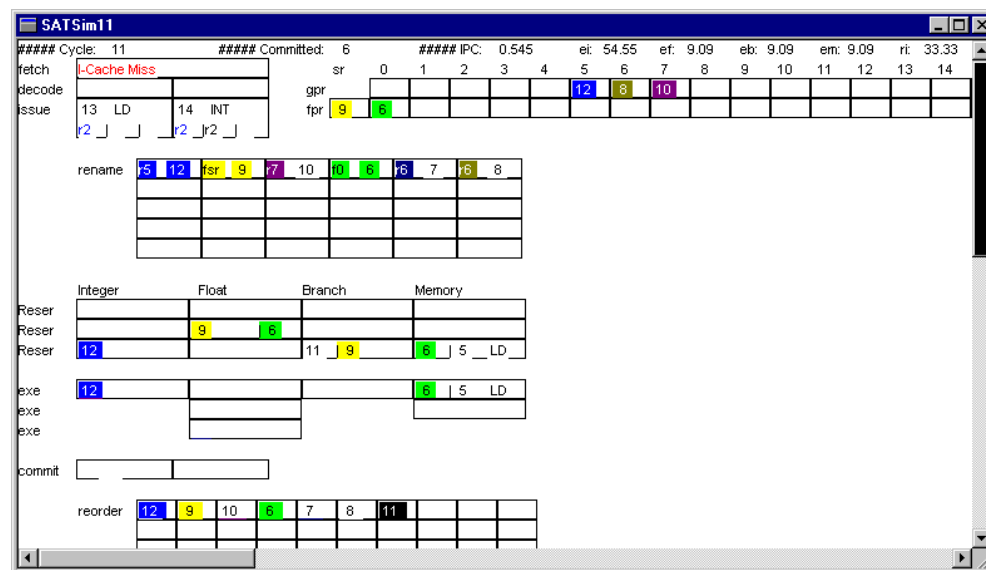 SATSim11
##### Cycle: 11 ##### Committed: 6 ##### IPC: 0.545 ei: 54.55 ef: 9.09 eb: 9.09 em: 9.09 ri: 33.33
fetch I-Cache Miss sr 0 1 2 3 4 5 6 7 8 9 10 11 12 13 14
decode gpr 12 8 10
issue 13 LD 14 INT fpr 9 6
r2 r2 r2
rename r5 12 fsr 9 r7 10 f0 6 r6 7 r6 8
Integer Float Branch Memory
Reser
Reser 9 6
Reser 12 11 9 6 5 LD
exe 12 6 5 LD
exe
exe
commit
reorder 12 9 10 6 7 8 11